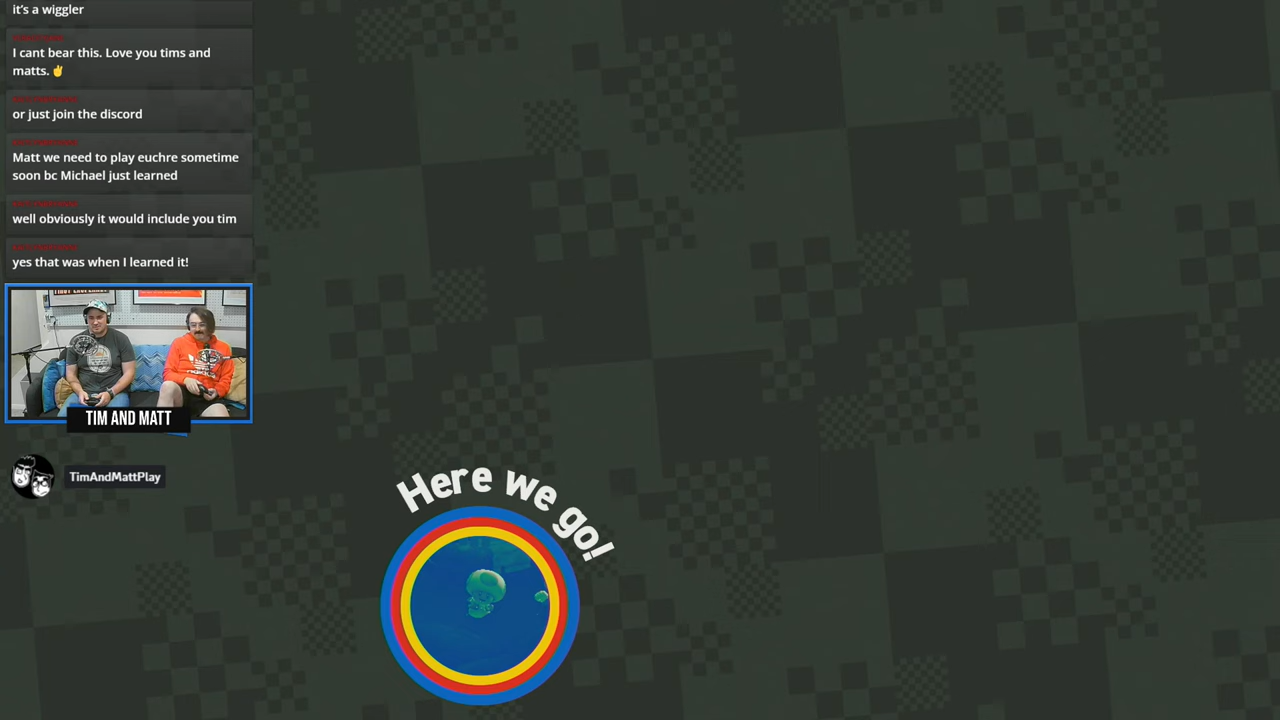 it's a wiggler
I cant bear this. Love you tims and
matts. ✌
or just join the discord
Matt we need to play euchre sometime
soon bc Michael just learned
well obviously it would include you tim
yes that was when I learned it!
TIM AND MATT
TimAndMattPlay
Here we go!